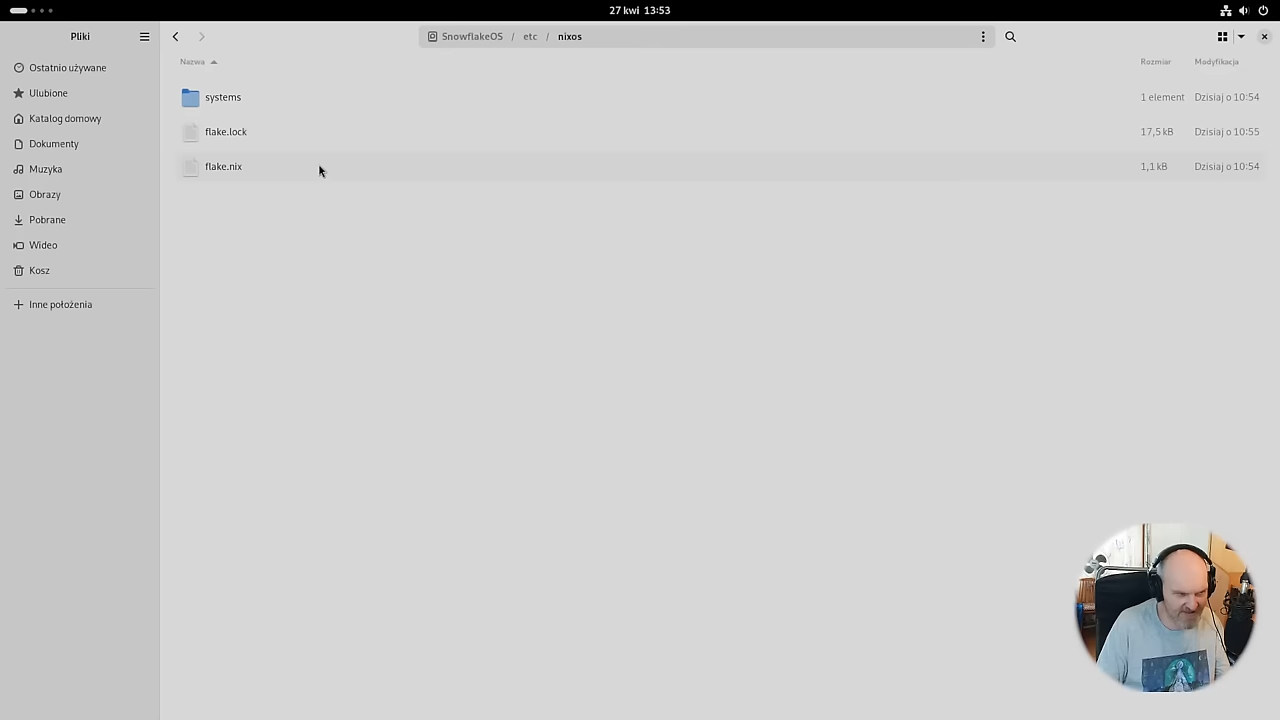 27 kwi 13:53
Pliki
SnowflakeOS / etc / nixos
Nazwa Rozmiar Modyfikacja
Ostatnio używane
Ulubione
Katalog domowy
Dokumenty
Muzyka
Obrazy
Pobrane
Wideo
Kosz
Inne położenia
systems 1 element Dzisiaj o 10:54
flake.lock 17,5 kB Dzisiaj o 10:55
flake.nix 1,1 kB Dzisiaj o 10:54